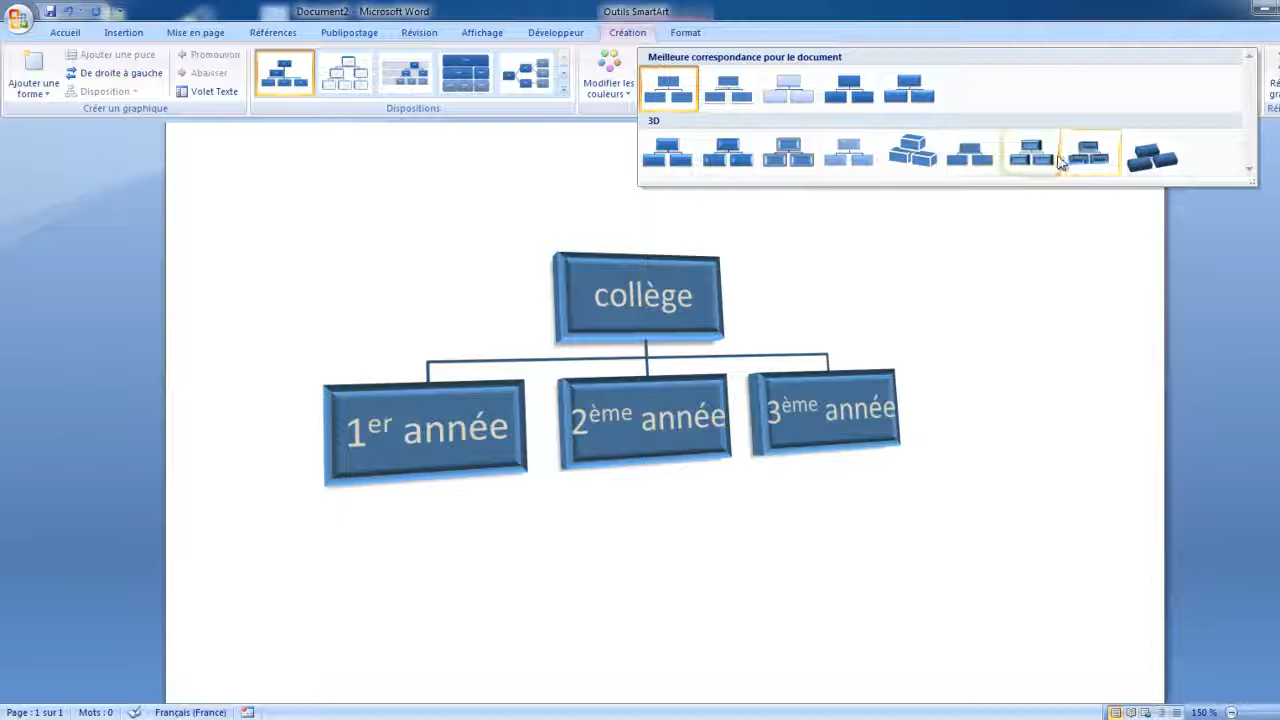 Document2 - Microsoft Word
Outils SmartArt
Accueil
Insertion
Mise en page
Références
Publipostage
Révision
Affichage
Développeur
Création
Format
Ajouter une forme
Ajouter une puce
De droite à gauche
Disposition
Promouvoir
Abaisser
Volet Texte
Créer un graphique
Dispositions
Modifier les couleurs
Meilleure correspondance pour le document
3D
collège
1er année
2ème année
3ème année
Page : 1 sur 1
Mots : 0
Français (France)
150 %